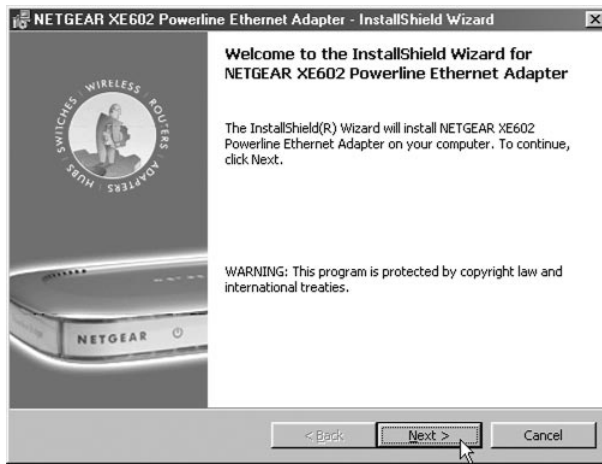 NETGEAR XE602 Powerline Ethernet Adapter - InstallShield Wizard
Welcome to the InstallShield Wizard for
NETGEAR XE602 Powerline Ethernet Adapter
SWITCHES WIRELESS ROUTERS ADAPTERS HUBS
The InstallShield(R) Wizard will install NETGEAR XE602
Powerline Ethernet Adapter on your computer. To continue,
click Next.
WARNING: This program is protected by copyright law and
international treaties.
NETGEAR
< Back
Next >
Cancel